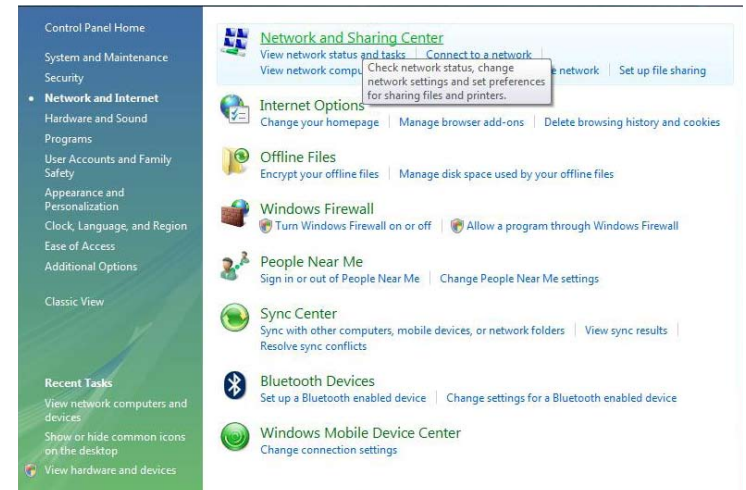 Control Panel Home
System and Maintenance
Security
Network and Internet
Hardware and Sound
Programs
User Accounts and Family
Safety
Appearance and
Personalization
Clock, Language, and Region
Ease of Access
Additional Options
Classic View
Recent Tasks
View network computers and
devices
Show or hide common icons
on the desktop
View hardware and devices
Network and Sharing Center
View network status and tasks Connect to a network
View network e network Set up file sharing
Check network status, change
network settings and set preferences
for sharing files and printers.
Internet Options
Change your homepage Manage browser add-ons Delete browsing history and cookies
Offline Files
Encrypt your offline files Manage disk space used by your offline files
Windows Firewall
Turn Windows Firewall on or off Allow a program through Windows Firewall
People Near Me
Sign in or out of People Near Me Change People Near Me settings
Sync Center
Sync with other computers, mobile devices, or network folders View sync results
Resolve sync conflicts
Bluetooth Devices
Set up a Bluetooth enabled device Change settings for a Bluetooth enabled device
Windows Mobile Device Center
Change connection settings